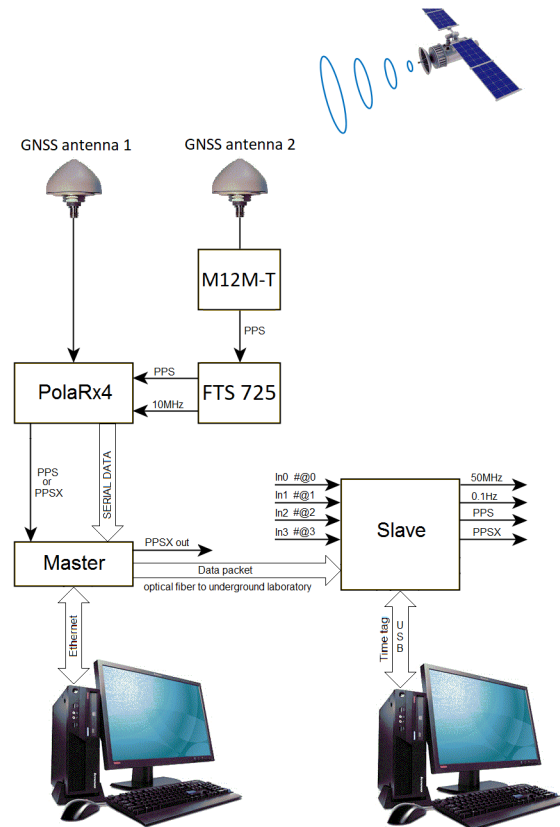 GNSS antenna 1
GNSS antenna 2
M12M-T
PPS
PolaRx4
PPS
10MHz
FTS 725
PPS
or
PPSX
SERIAL DATA
In0 #@0
In1 #@1
In2 #@2
In3 #@3
Slave
50MHz
0.1Hz
PPS
PPSX
Master
PPSX out
Data packet
optical fiber to underground laboratory
Ethernet
Time tag
USB